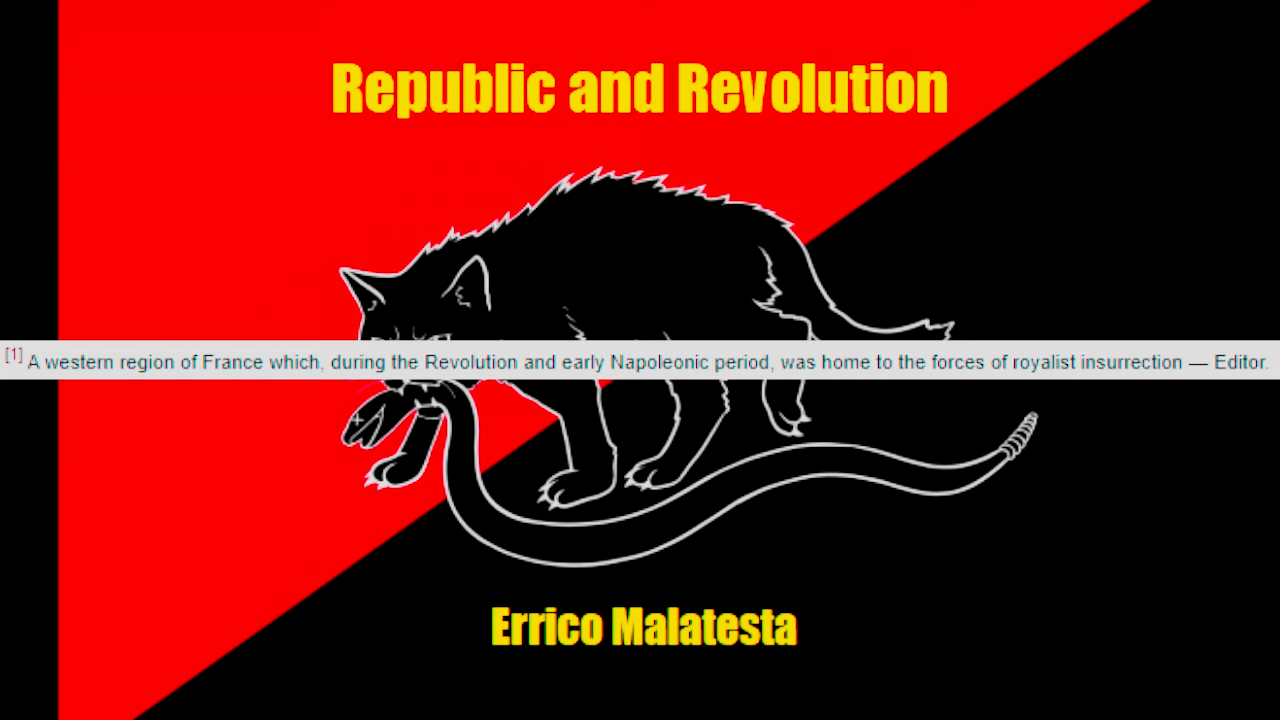 Republic and Revolution
[1] A western region of France which, during the Revolution and early Napoleonic period, was home to the forces of royalist insurrection — Editor.
Errico Malatesta